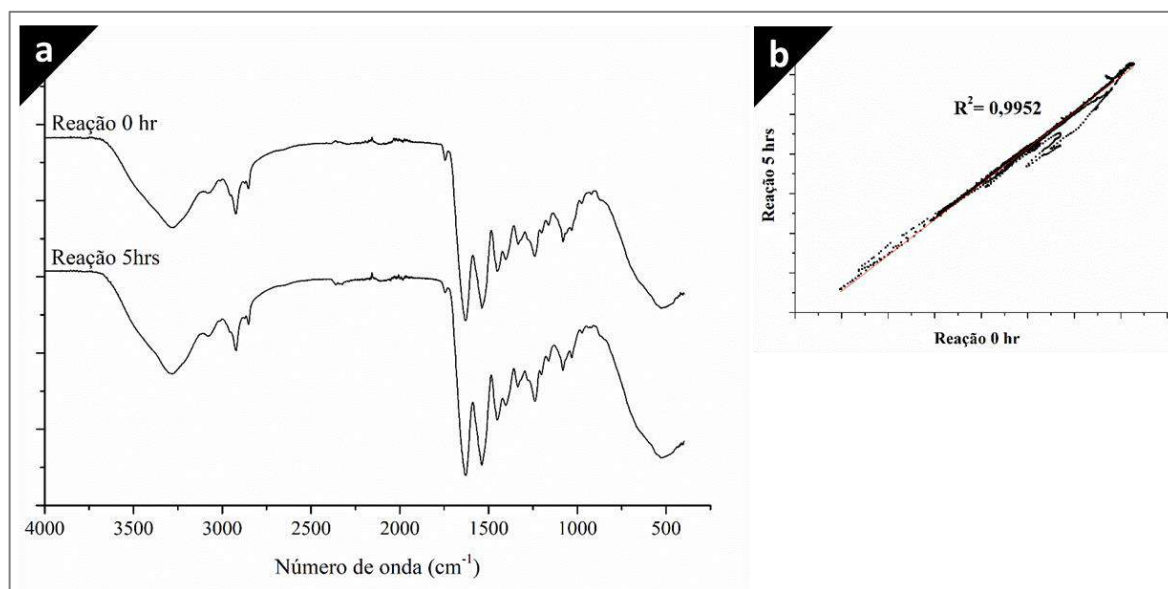 a
Reação 0 hr
Reação 5hrs
4000 3500 3000 2500 2000 1500 1000 500
Número de onda (cm⁻¹)
b
R²= 0,9952
Reação 5 hrs
Reação 0 hr